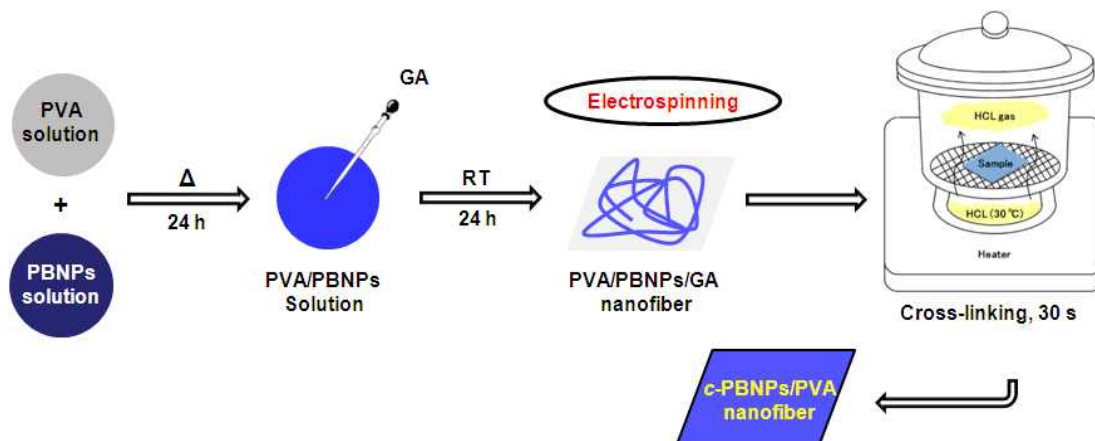 PVA
solution
+
PBNPs
solution
Δ
24 h
GA
PVA/PBNPs
Solution
RT
24 h
Electrospinning
PVA/PBNPs/GA
nanofiber
HCL gas
Sample
HCL (30 ℃)
Heater
Cross-linking, 30 s
c-PBNPs/PVA
nanofiber